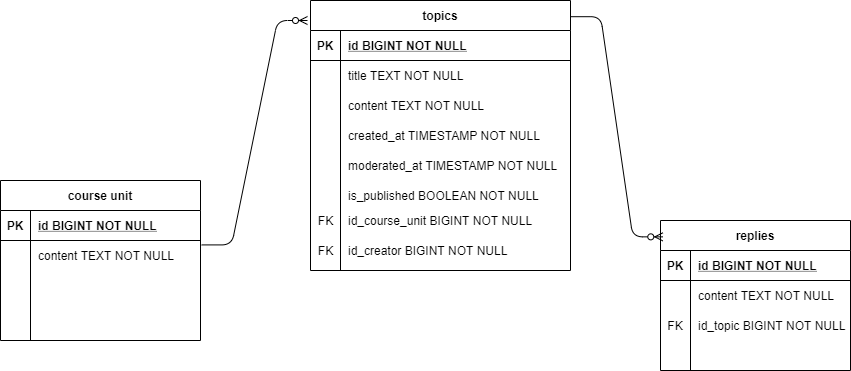 topics
PK id BIGINT NOT NULL
title TEXT NOT NULL
content TEXT NOT NULL
created_at TIMESTAMP NOT NULL
moderated_at TIMESTAMP NOT NULL
is_published BOOLEAN NOT NULL
FK id_course_unit BIGINT NOT NULL
FK id_creator BIGINT NOT NULL
course unit
PK id BIGINT NOT NULL
content TEXT NOT NULL
replies
PK id BIGINT NOT NULL
content TEXT NOT NULL
FK id_topic BIGINT NOT NULL